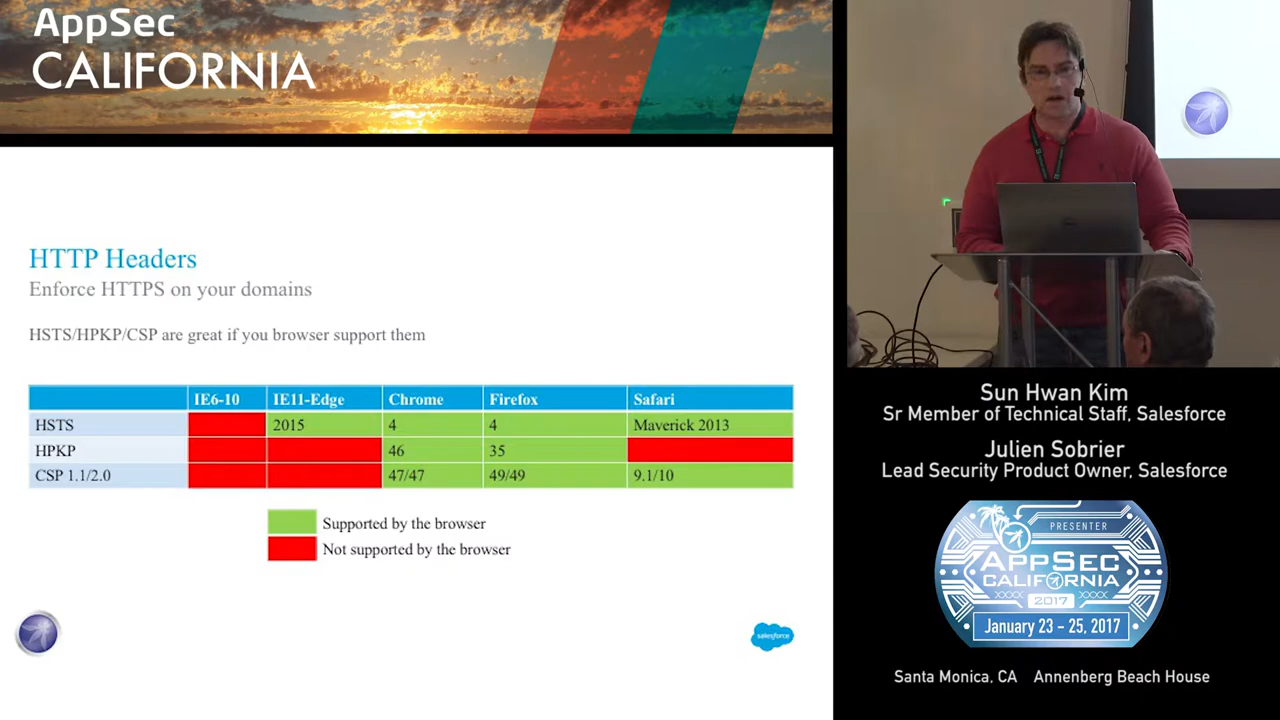 AppSec
CALIFORNIA
HTTP Headers
Enforce HTTPS on your domains
HSTS/HPKP/CSP are great if you browser support them
IE6-10 IE11-Edge Chrome Firefox Safari
HSTS 2015 4 4 Maverick 2013
HPKP 46 35
CSP 1.1/2.0 47/47 49/49 9.1/10
Supported by the browser
Not supported by the browser
salesforce
Sun Hwan Kim
Sr Member of Technical Staff, Salesforce
Julien Sobrier
Lead Security Product Owner, Salesforce
PRESENTER
APPSEC
CALIFORNIA
2017
January 23 - 25, 2017
Santa Monica, CA Annenberg Beach House